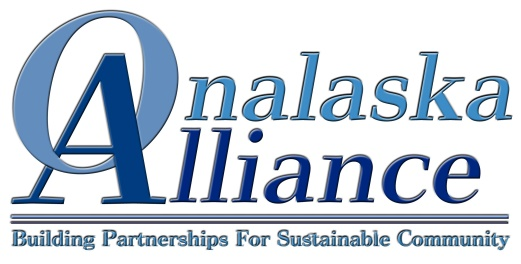 Onalaska
Alliance
Building Partnerships For Sustainable Community